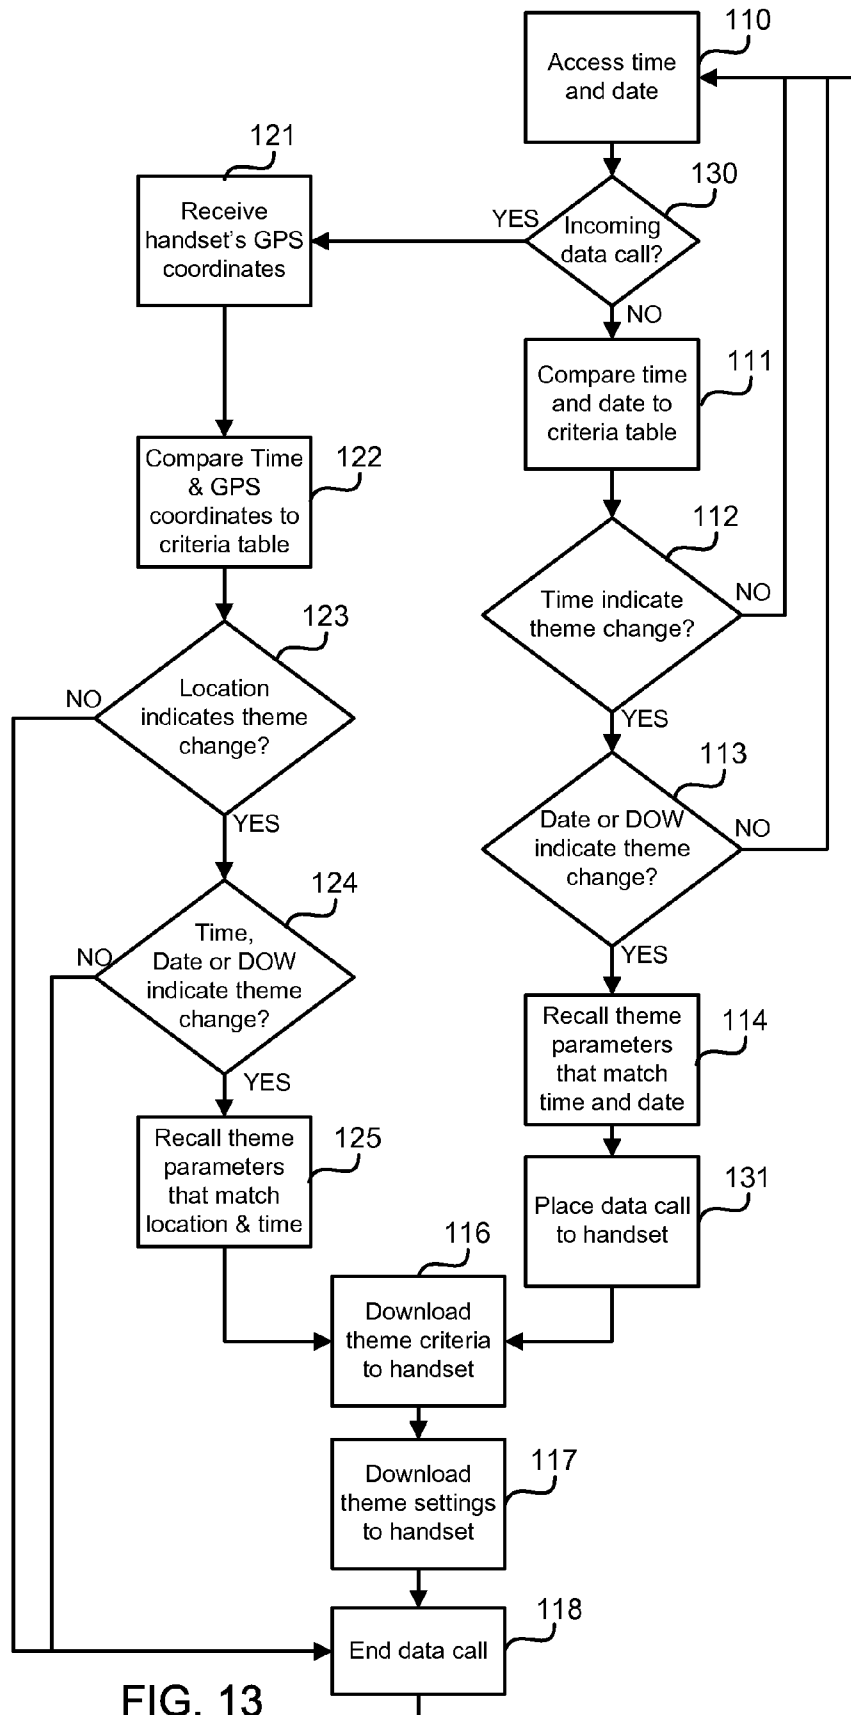 110
Access time
and date
121
130
Receive
handset's GPS
coordinates
YES
Incoming
data call?
NO
111
Compare time
and date to
criteria table
122
Compare Time
& GPS
coordinates to
criteria table
112
Time indicate
theme change?
NO
YES
123
Location
indicates theme
change?
NO
YES
113
Date or DOW
indicate theme
change?
NO
YES
124
Time,
Date or DOW
indicate theme
change?
NO
YES
114
Recall theme
parameters
that match
time and date
125
Recall theme
parameters
that match
location & time
131
Place data call
to handset
116
Download
theme criteria
to handset
117
Download
theme settings
to handset
118
End data call
FIG. 13